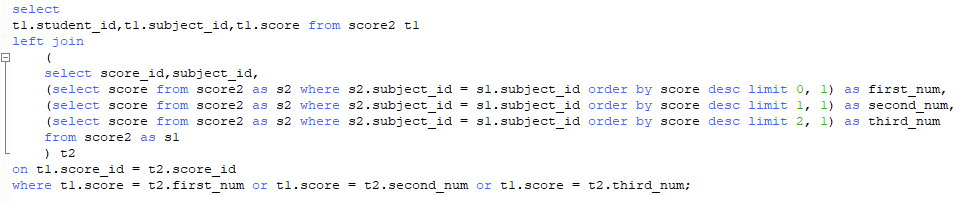 select
t1.student_id,t1.subject_id,t1.score from score2 t1
left join
(
select score_id,subject_id,
(select score from score2 as s2 where s2.subject_id = s1.subject_id order by score desc limit 0, 1) as first_num,
(select score from score2 as s2 where s2.subject_id = s1.subject_id order by score desc limit 1, 1) as second_num,
(select score from score2 as s2 where s2.subject_id = s1.subject_id order by score desc limit 2, 1) as third_num
from score2 as s1
) t2
on t1.score_id = t2.score_id
where t1.score = t2.first_num or t1.score = t2.second_num or t1.score = t2.third_num;